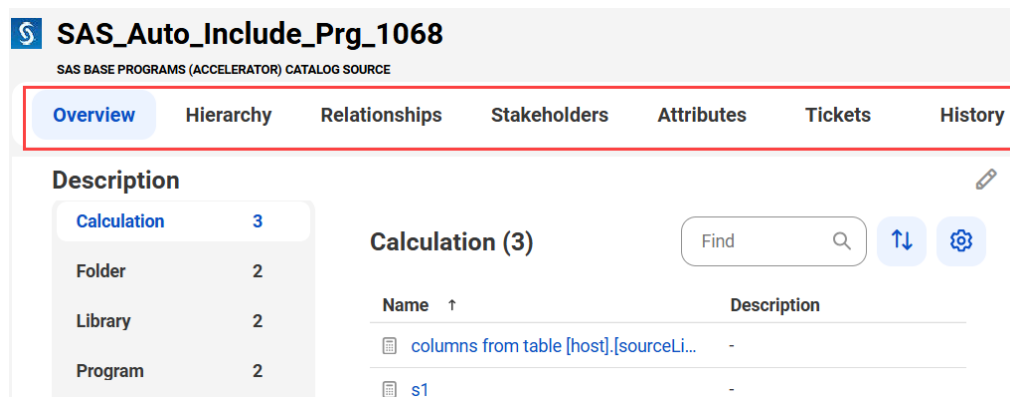 SAS_Auto_Include_Prg_1068
SAS BASE PROGRAMS (ACCELERATOR) CATALOG SOURCE
Overview Hierarchy Relationships Stakeholders Attributes Tickets History
Description
Calculation 3
Folder 2
Library 2
Program 2
Calculation (3) Find
Name ↑ Description
columns from table [host].[sourceLi... -
s1 -